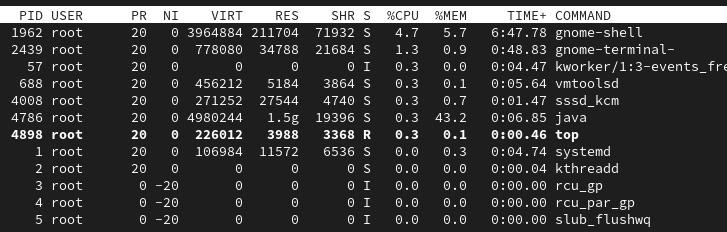 PID USER PR NI VIRT RES SHR S %CPU %MEM TIME+ COMMAND
1962 root 20 0 3964884 211704 71932 S 4.7 5.7 6:47.78 gnome-shell
2439 root 20 0 778080 34788 21684 S 1.3 0.9 0:48.83 gnome-terminal-
57 root 20 0 0 0 0 I 0.3 0.0 0:04.47 kworker/1:3-events_fre
688 root 20 0 456212 5184 3864 S 0.3 0.1 0:05.64 vmtoolsd
4008 root 20 0 271252 27544 4740 S 0.3 0.7 0:01.47 sssd_kcm
4786 root 20 0 4980244 1.5g 19396 S 0.3 43.2 0:06.85 java
4898 root 20 0 226012 3988 3368 R 0.3 0.1 0:00.46 top
1 root 20 0 106984 11572 6536 S 0.0 0.3 0:04.74 systemd
2 root 20 0 0 0 0 S 0.0 0.0 0:00.04 kthreadd
3 root 0 -20 0 0 0 I 0.0 0.0 0:00.00 rcu_gp
4 root 0 -20 0 0 0 I 0.0 0.0 0:00.00 rcu_par_gp
5 root 0 -20 0 0 0 I 0.0 0.0 0:00.00 slub_flushwq